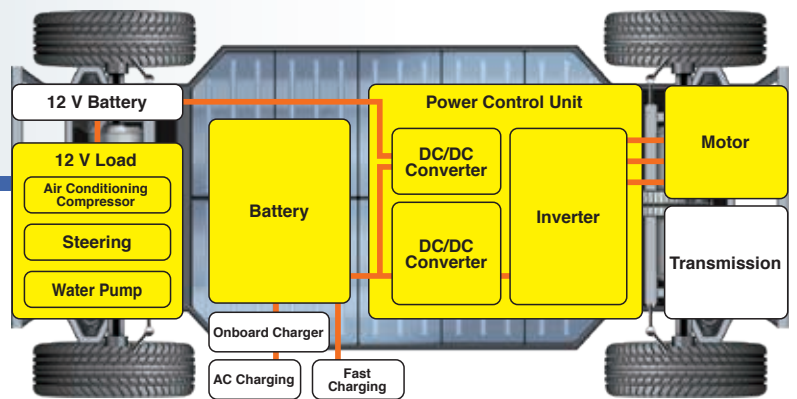 12 V Battery
12 V Load
Air Conditioning
Compressor
Steering
Water Pump
Battery
Onboard Charger
AC Charging
Fast
Charging
Power Control Unit
DC/DC
Converter
DC/DC
Converter
Inverter
Motor
Transmission